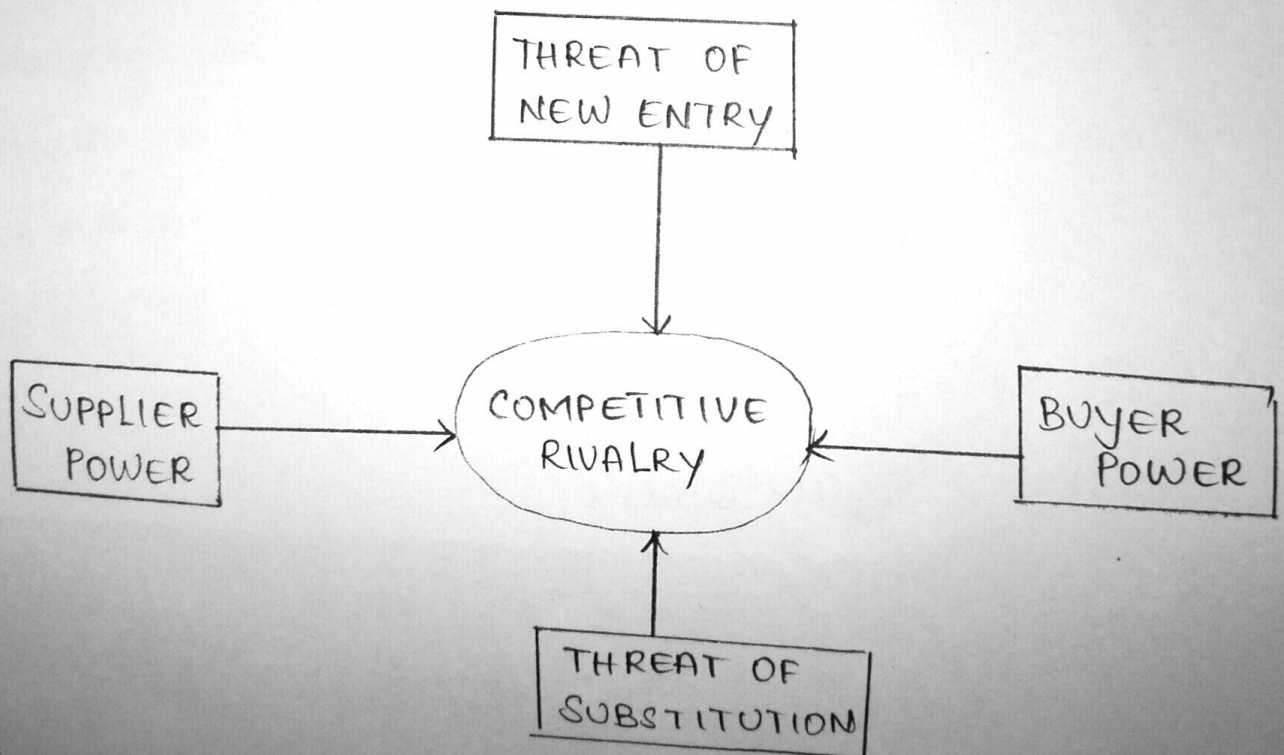 THREAT OF
NEW ENTRY
SUPPLIER
POWER
COMPETITIVE
RIVALRY
BUYER
POWER
THREAT OF
SUBSTITUTION